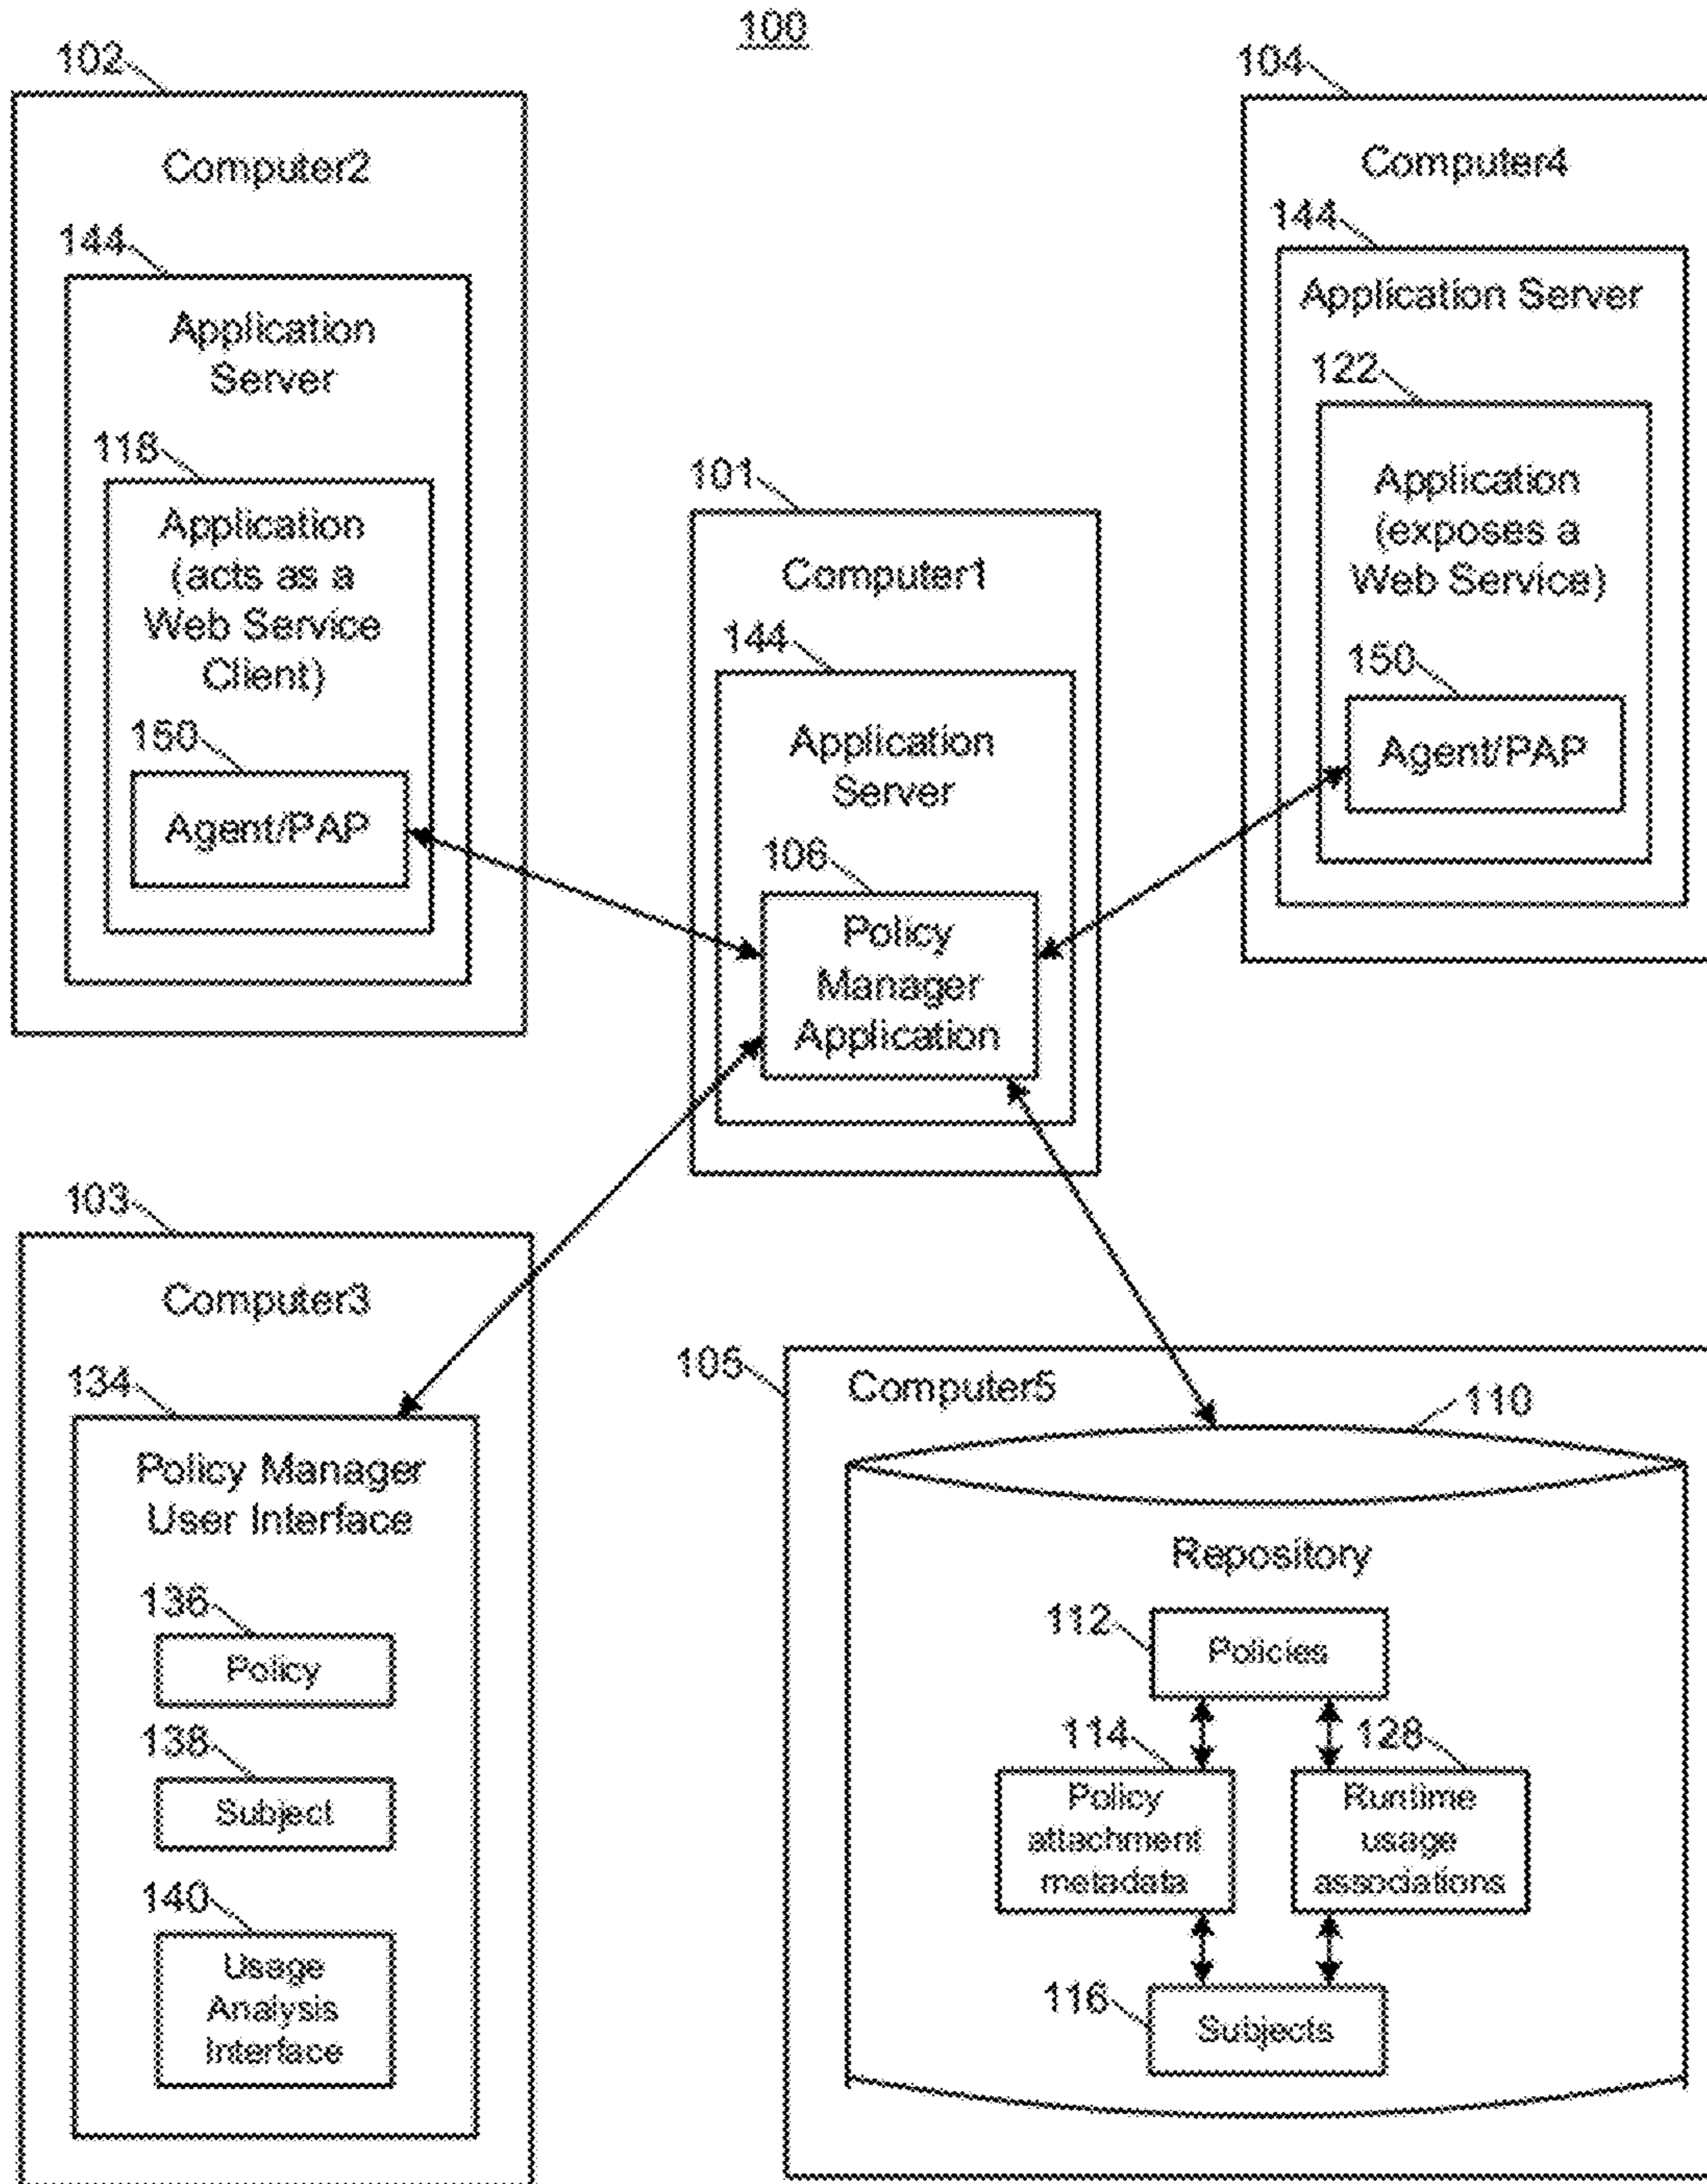 100
102
Computer2
144
Application
Server
118
Application
(acts as a
Web Service
Client)
150
Agent/PAP
104
Computer4
144
Application Server
122
Application
(exposes a
Web Service)
150
Agent/PAP
101
Computer1
144
Application
Server
106
Policy
Manager
Application
103
Computer3
134
Policy Manager
User Interface
136
Policy
138
Subject
140
Usage
Analysis
Interface
105
Computer5
110
Repository
112
Policies
114
Policy
attachment
metadata
128
Runtime
usage
associations
116
Subjects